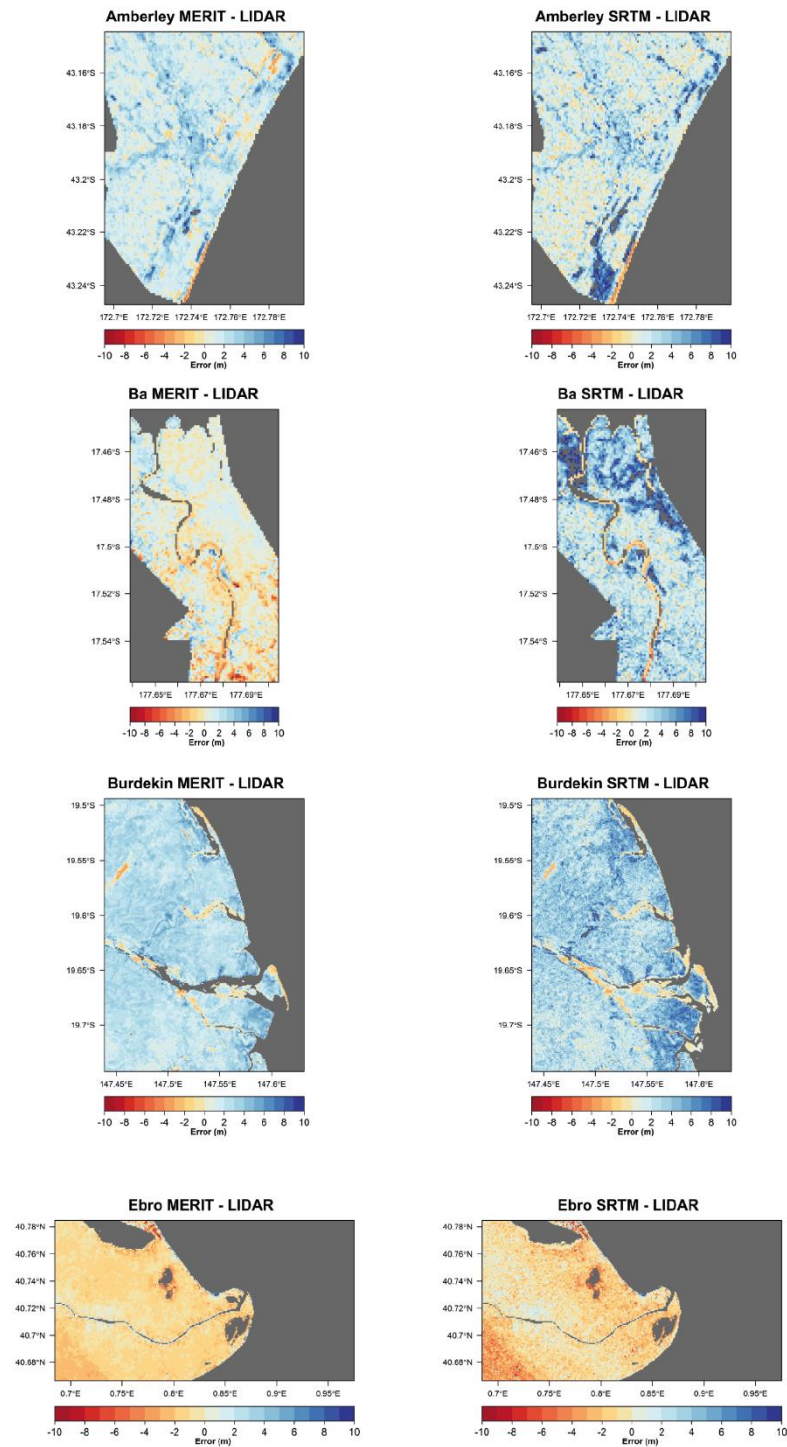 Amberley MERIT - LIDAR
Amberley SRTM - LIDAR
43.16°S
43.18°S
43.2°S
43.22°S
43.24°S
43.16°S
43.18°S
43.2°S
43.22°S
43.24°S
172.7°E 172.72°E 172.74°E 172.76°E 172.78°E
172.7°E 172.72°E 172.74°E 172.76°E 172.78°E
-10 -8 -6 -4 -2 0 2 4 6 8 10
Error (m)
-10 -8 -6 -4 -2 0 2 4 6 8 10
Error (m)
Ba MERIT - LIDAR
Ba SRTM - LIDAR
17.46°S
17.48°S
17.5°S
17.52°S
17.54°S
17.46°S
17.48°S
17.5°S
17.52°S
17.54°S
177.65°E 177.67°E 177.69°E
177.65°E 177.67°E 177.69°E
-10 -8 -6 -4 -2 0 2 4 6 8 10
Error (m)
-10 -8 -6 -4 -2 0 2 4 6 8 10
Error (m)
Burdekin MERIT - LIDAR
Burdekin SRTM - LIDAR
19.5°S
19.55°S
19.6°S
19.65°S
19.7°S
19.5°S
19.55°S
19.6°S
19.65°S
19.7°S
147.45°E 147.5°E 147.55°E 147.6°E
147.45°E 147.5°E 147.55°E 147.6°E
-10 -8 -6 -4 -2 0 2 4 6 8 10
Error (m)
-10 -8 -6 -4 -2 0 2 4 6 8 10
Error (m)
Ebro MERIT - LIDAR
Ebro SRTM - LIDAR
40.78°N
40.76°N
40.74°N
40.72°N
40.7°N
40.68°N
40.78°N
40.76°N
40.74°N
40.72°N
40.7°N
40.68°N
0.7°E 0.75°E 0.8°E 0.85°E 0.9°E 0.95°E
0.7°E 0.75°E 0.8°E 0.85°E 0.9°E 0.95°E
-10 -8 -6 -4 -2 0 2 4 6 8 10
Error (m)
-10 -8 -6 -4 -2 0 2 4 6 8 10
Error (m)